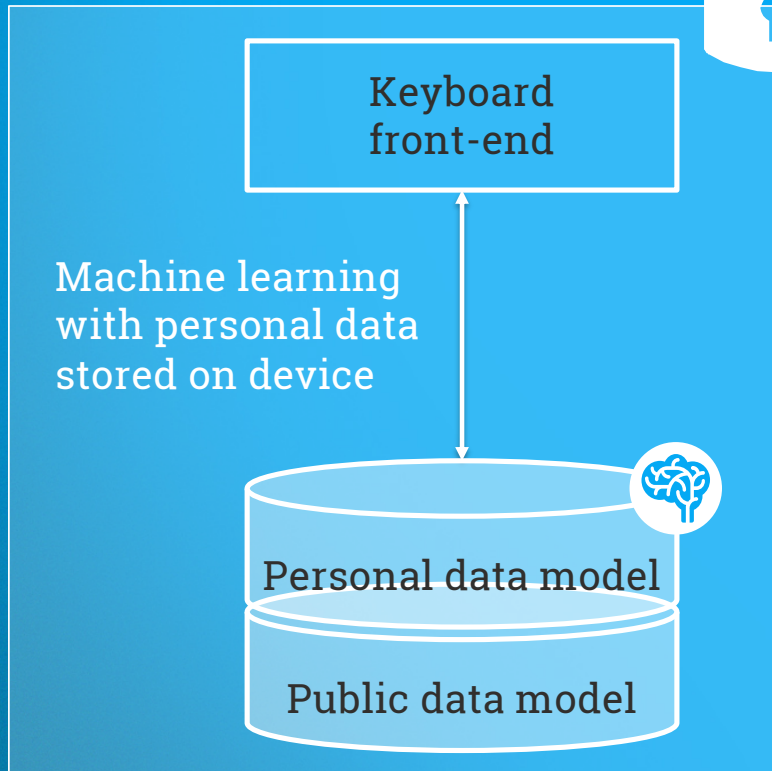 Keyboard
front-end
Machine learning
with personal data
stored on device
Personal data model
Public data model